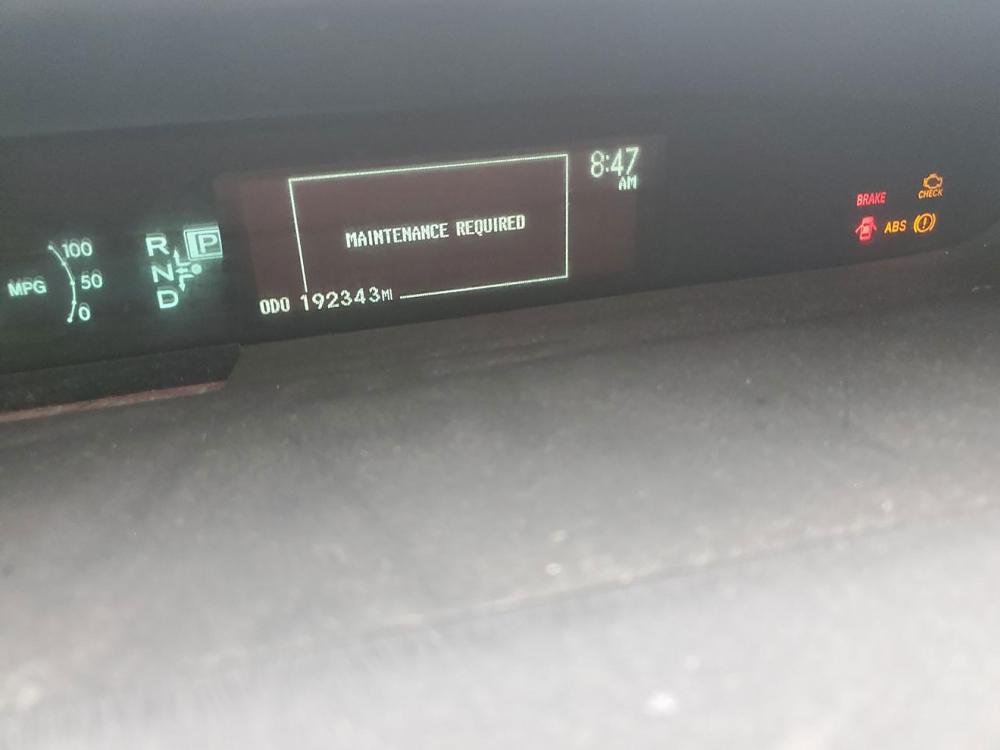 MPG
100
50
0
R
N
D
P
MAINTENANCE REQUIRED
ODO 192343MI
8:47
AM
BRAKE
CHECK
ABS